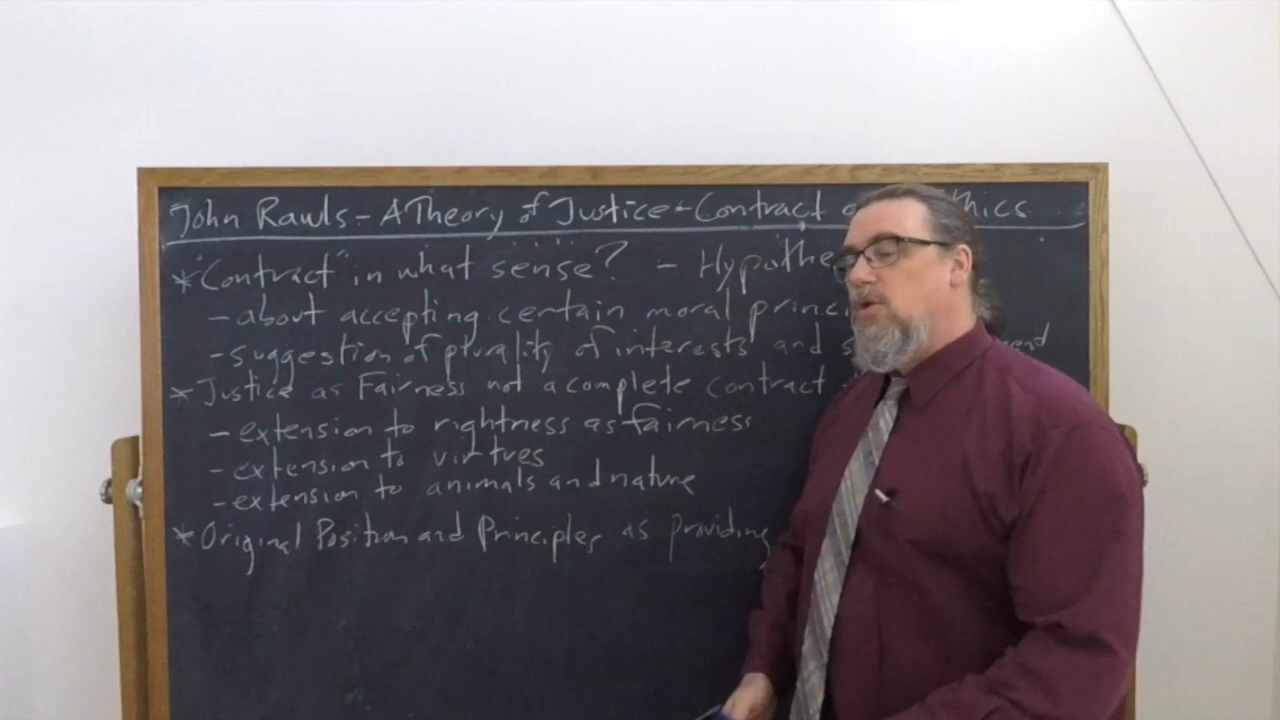 John Rawls - A Theory of Justice - Contract hics
* "Contract" in what sense? - Hypothe
- about accepting certain moral princi
- suggestion of plurality of interests and s
* Justice as Fairness not a complete contract
- extension to rightness as fairness
- extension to virtues
- extension to animals and nature
* Original Position and Principles as providing